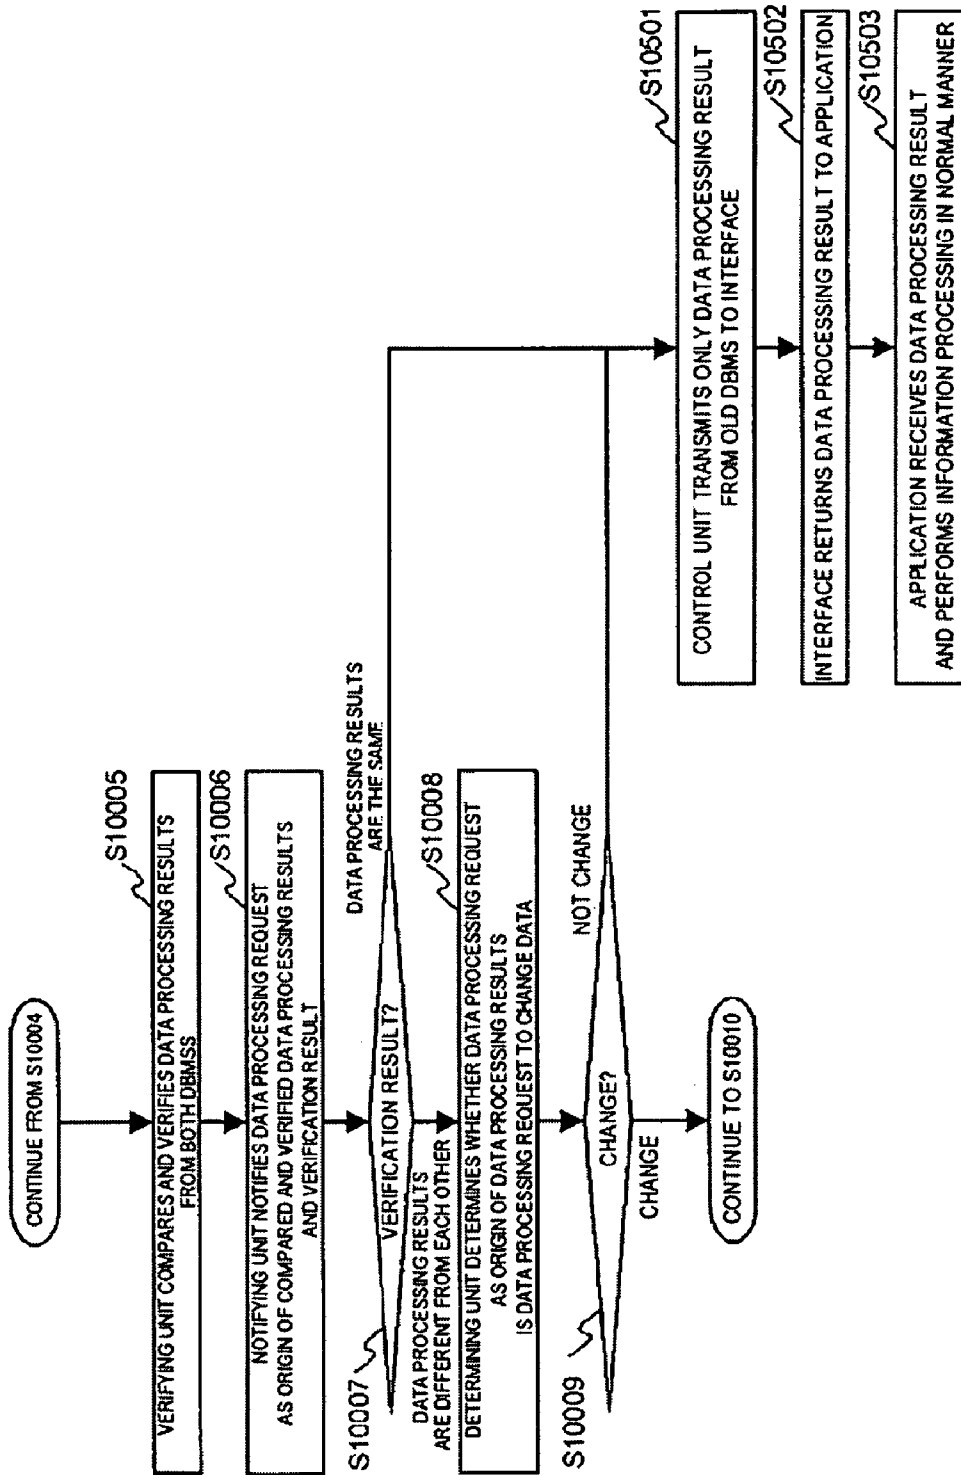 CONTINUE FROM S10004
S10005
VERIFYING UNIT COMPARES AND VERIFIES DATA PROCESSING RESULTS
FROM BOTH DBMSS
S10006
NOTIFYING UNIT NOTIFIES DATA PROCESSING REQUEST
AS ORIGIN OF COMPARED AND VERIFIED DATA PROCESSING RESULTS
AND VERIFICATION RESULT
S10007
VERIFICATION RESULT?
DATA PROCESSING RESULTS
ARE THE SAME
DATA PROCESSING RESULTS
ARE DIFFERENT FROM EACH OTHER
S10008
DETERMINING UNIT DETERMINES WHETHER DATA PROCESSING REQUEST
AS ORIGIN OF DATA PROCESSING RESULTS
IS DATA PROCESSING REQUEST TO CHANGE DATA
S10009
CHANGE?
NOT CHANGE
CHANGE
CONTINUE TO S10010
S10501
CONTROL UNIT TRANSMITS ONLY DATA PROCESSING RESULT
FROM OLD DBMS TO INTERFACE
S10502
INTERFACE RETURNS DATA PROCESSING RESULT TO APPLICATION
S10503
APPLICATION RECEIVES DATA PROCESSING RESULT
AND PERFORMS INFORMATION PROCESSING IN NORMAL MANNER